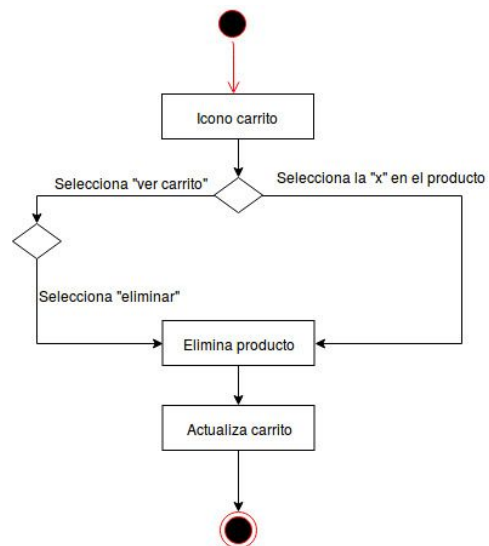 Icono carrito
Selecciona "ver carrito"
Selecciona la "x" en el producto
Selecciona "eliminar"
Elimina producto
Actualiza carrito